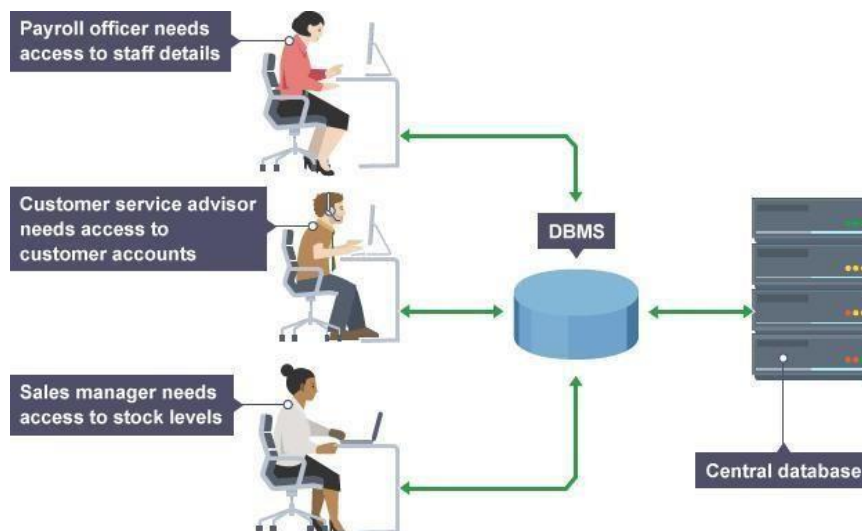 Payroll officer needs
access to staff details
Customer service advisor
needs access to
customer accounts
DBMS
Sales manager needs
access to stock levels
Central database